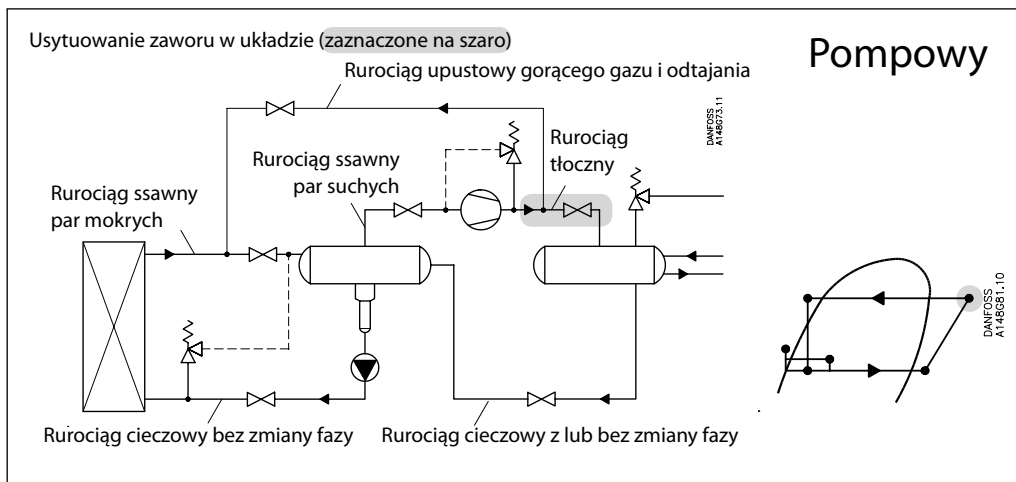 Usytuowanie zaworu w układzie (zaznaczone na szaro)
Pompowy
Rurociąg upustowy gorącego gazu i odtajania
DANFOSS
A148G73.11
Rurociąg
tłoczny
Rurociąg ssawny
par suchych
Rurociąg ssawny
par mokrych
DANFOSS
A148G81.10
Rurociąg cieczowy bez zmiany fazy
Rurociąg cieczowy z lub bez zmiany fazy